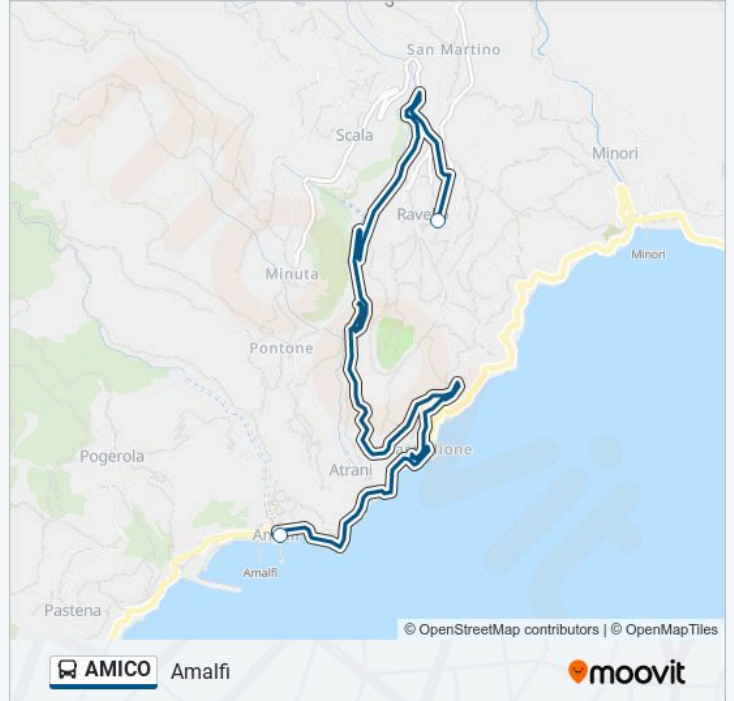 San Martino
Scala
Minori
Minuta
Minori
Pontone
Pogerola
Atrani
Amalfi
Pastena
© OpenStreetMap contributors | © OpenMapTiles
AMICO Amalfi
moovit